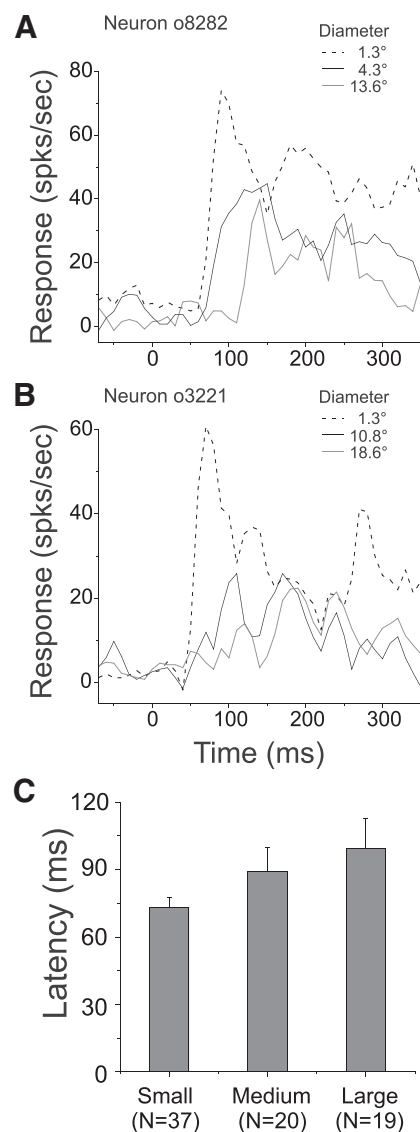 A
Neuron o8282
Diameter
1.3°
4.3°
13.6°
Response (spks/sec)
80
60
40
20
0
0
100
200
300
B
Neuron o3221
Diameter
1.3°
10.8°
18.6°
Response (spks/sec)
60
40
20
0
0
100
200
300
Time (ms)
C
Latency (ms)
120
90
60
30
0
Small
(N=37)
Medium
(N=20)
Large
(N=19)